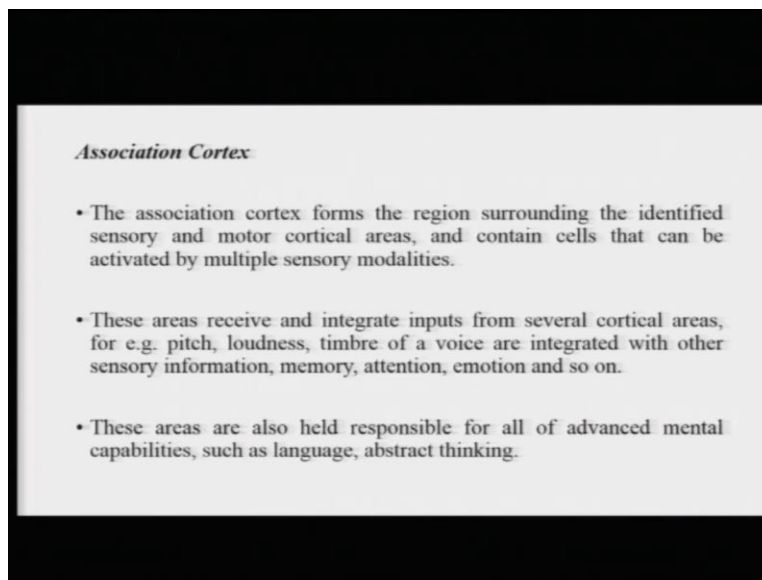 Association Cortex
• The association cortex forms the region surrounding the identified
sensory and motor cortical areas, and contain cells that can be
activated by multiple sensory modalities.
• These areas receive and integrate inputs from several cortical areas,
for e.g. pitch, loudness, timbre of a voice are integrated with other
sensory information, memory, attention, emotion and so on.
• These areas are also held responsible for all of advanced mental
capabilities, such as language, abstract thinking.